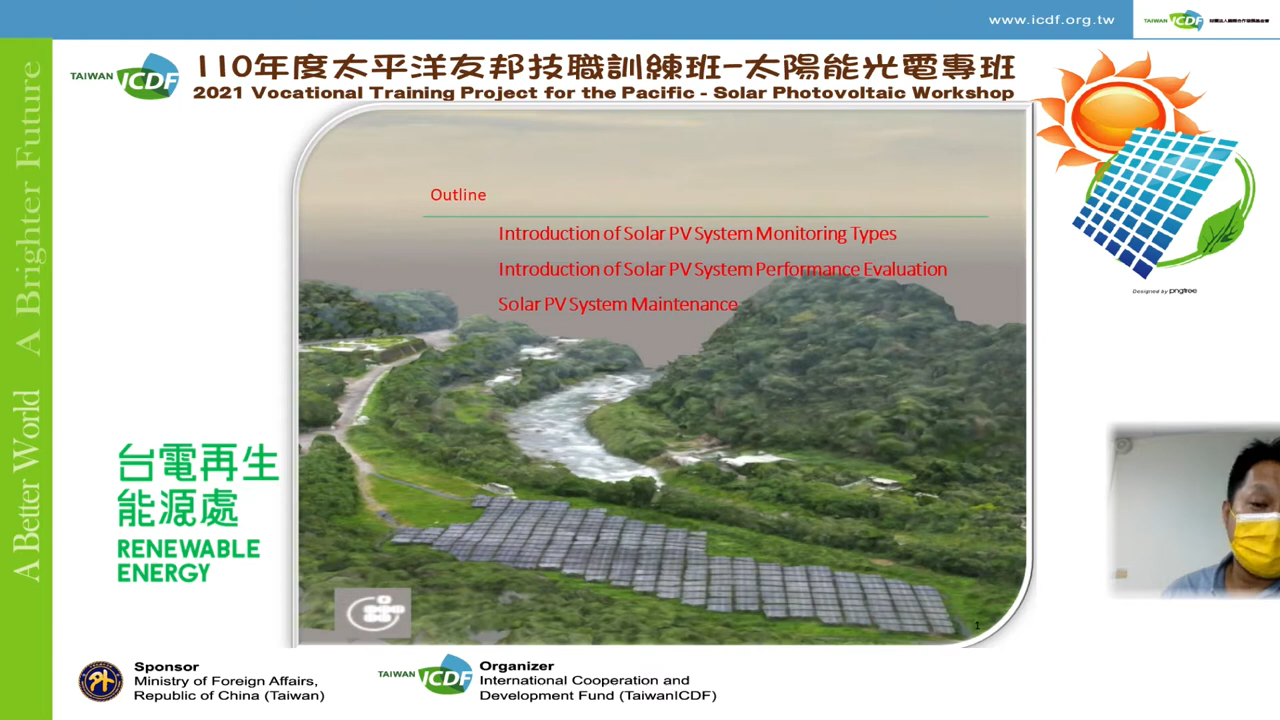 www.icdf.org.tw
TAIWAN ICDF
A Better World A Brighter Future
TAIWAN ICDF
110年度太平洋友邦技職訓練班-太陽能光電專班
2021 Vocational Training Project for the Pacific - Solar Photovoltaic Workshop
Outline
Introduction of Solar PV System Monitoring Types
Introduction of Solar PV System Performance Evaluation
Solar PV System Maintenance
Designed by pngtree
台電再生
能源處
RENEWABLE
ENERGY
1
Sponsor
Ministry of Foreign Affairs,
Republic of China (Taiwan)
TAIWAN ICDF
Organizer
International Cooperation and
Development Fund (TaiwanICDF)